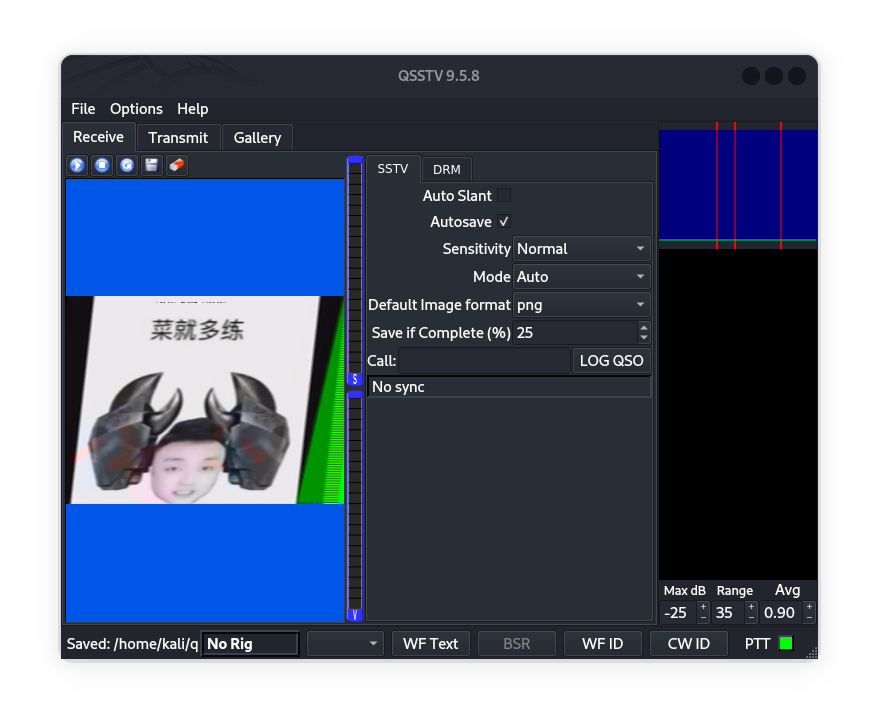 QSSTV 9.5.8
File Options Help
Receive Transmit Gallery
SSTV DRM
Auto Slant
Autosave
Sensitivity Normal
Mode Auto
Default Image format png
Save if Complete (%) 25
Call: LOG QSO
No sync
菜就多练
S
V
Max dB Range Avg
-25 35 0.90
Saved: /home/kali/q No Rig WF Text BSR WF ID CW ID PTT